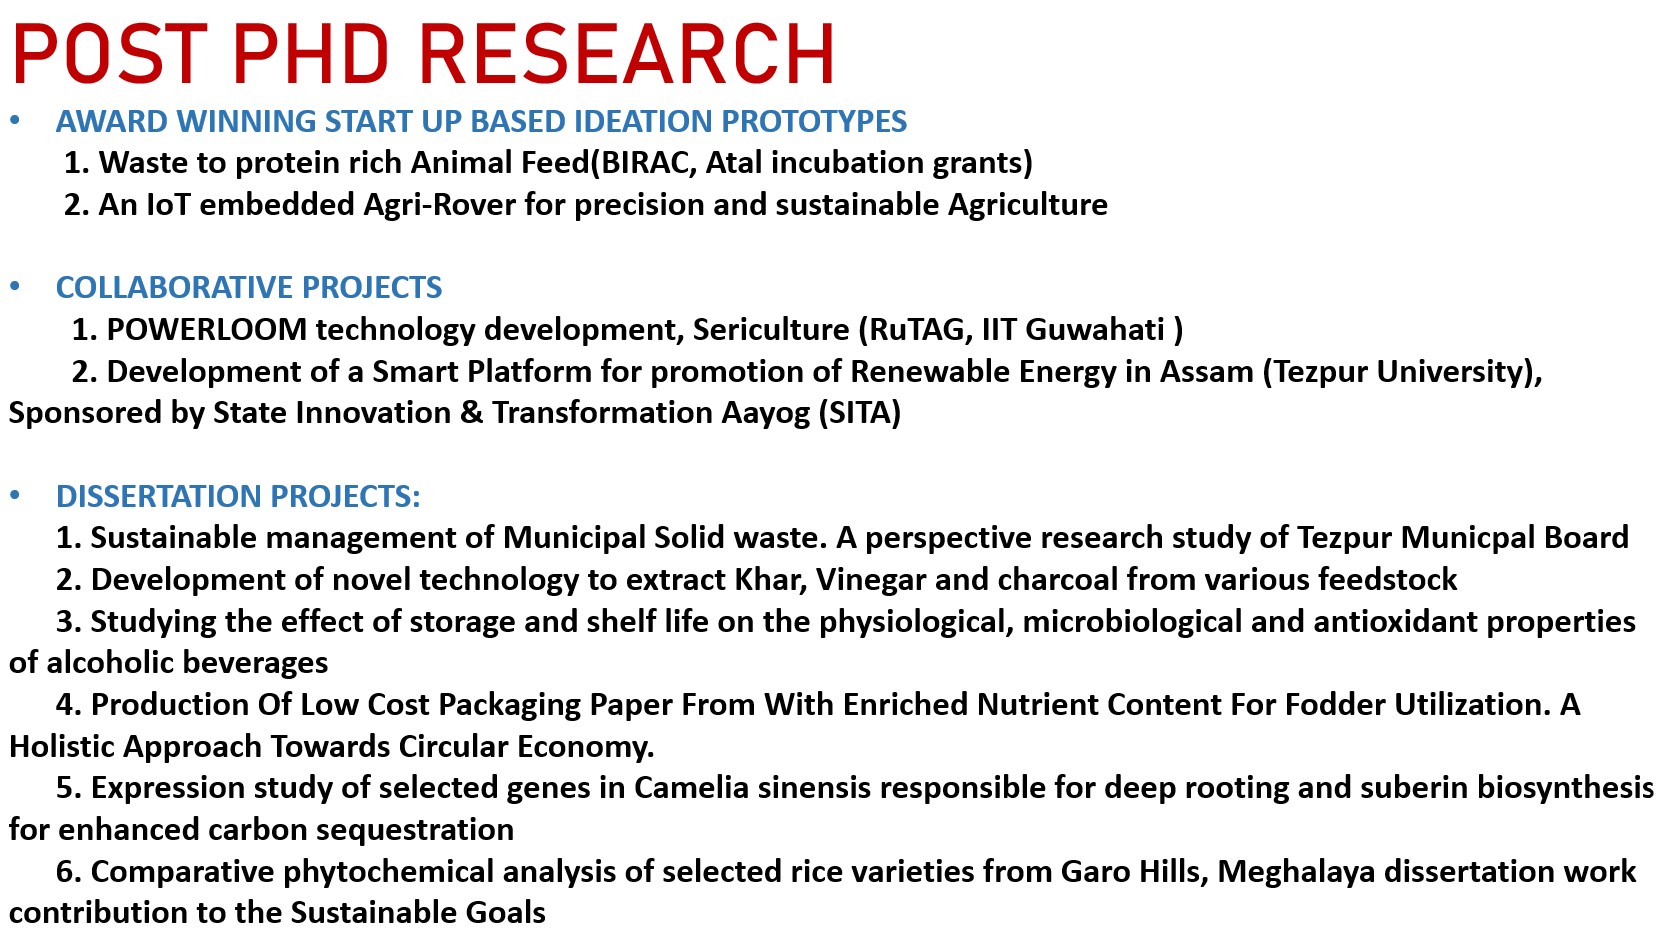 POST PHD RESEARCH
• AWARD WINNING START UP BASED IDEATION PROTOTYPES
1. Waste to protein rich Animal Feed(BIRAC, Atal incubation grants)
2. An IoT embedded Agri-Rover for precision and sustainable Agriculture
• COLLABORATIVE PROJECTS
1. POWERLOOM technology development, Sericulture (RuTAG, IIT Guwahati )
2. Development of a Smart Platform for promotion of Renewable Energy in Assam (Tezpur University),
Sponsored by State Innovation & Transformation Aayog (SITA)
• DISSERTATION PROJECTS:
1. Sustainable management of Municipal Solid waste. A perspective research study of Tezpur Municpal Board
2. Development of novel technology to extract Khar, Vinegar and charcoal from various feedstock
3. Studying the effect of storage and shelf life on the physiological, microbiological and antioxidant properties
of alcoholic beverages
4. Production Of Low Cost Packaging Paper From With Enriched Nutrient Content For Fodder Utilization. A
Holistic Approach Towards Circular Economy.
5. Expression study of selected genes in Camelia sinensis responsible for deep rooting and suberin biosynthesis
for enhanced carbon sequestration
6. Comparative phytochemical analysis of selected rice varieties from Garo Hills, Meghalaya dissertation work
contribution to the Sustainable Goals